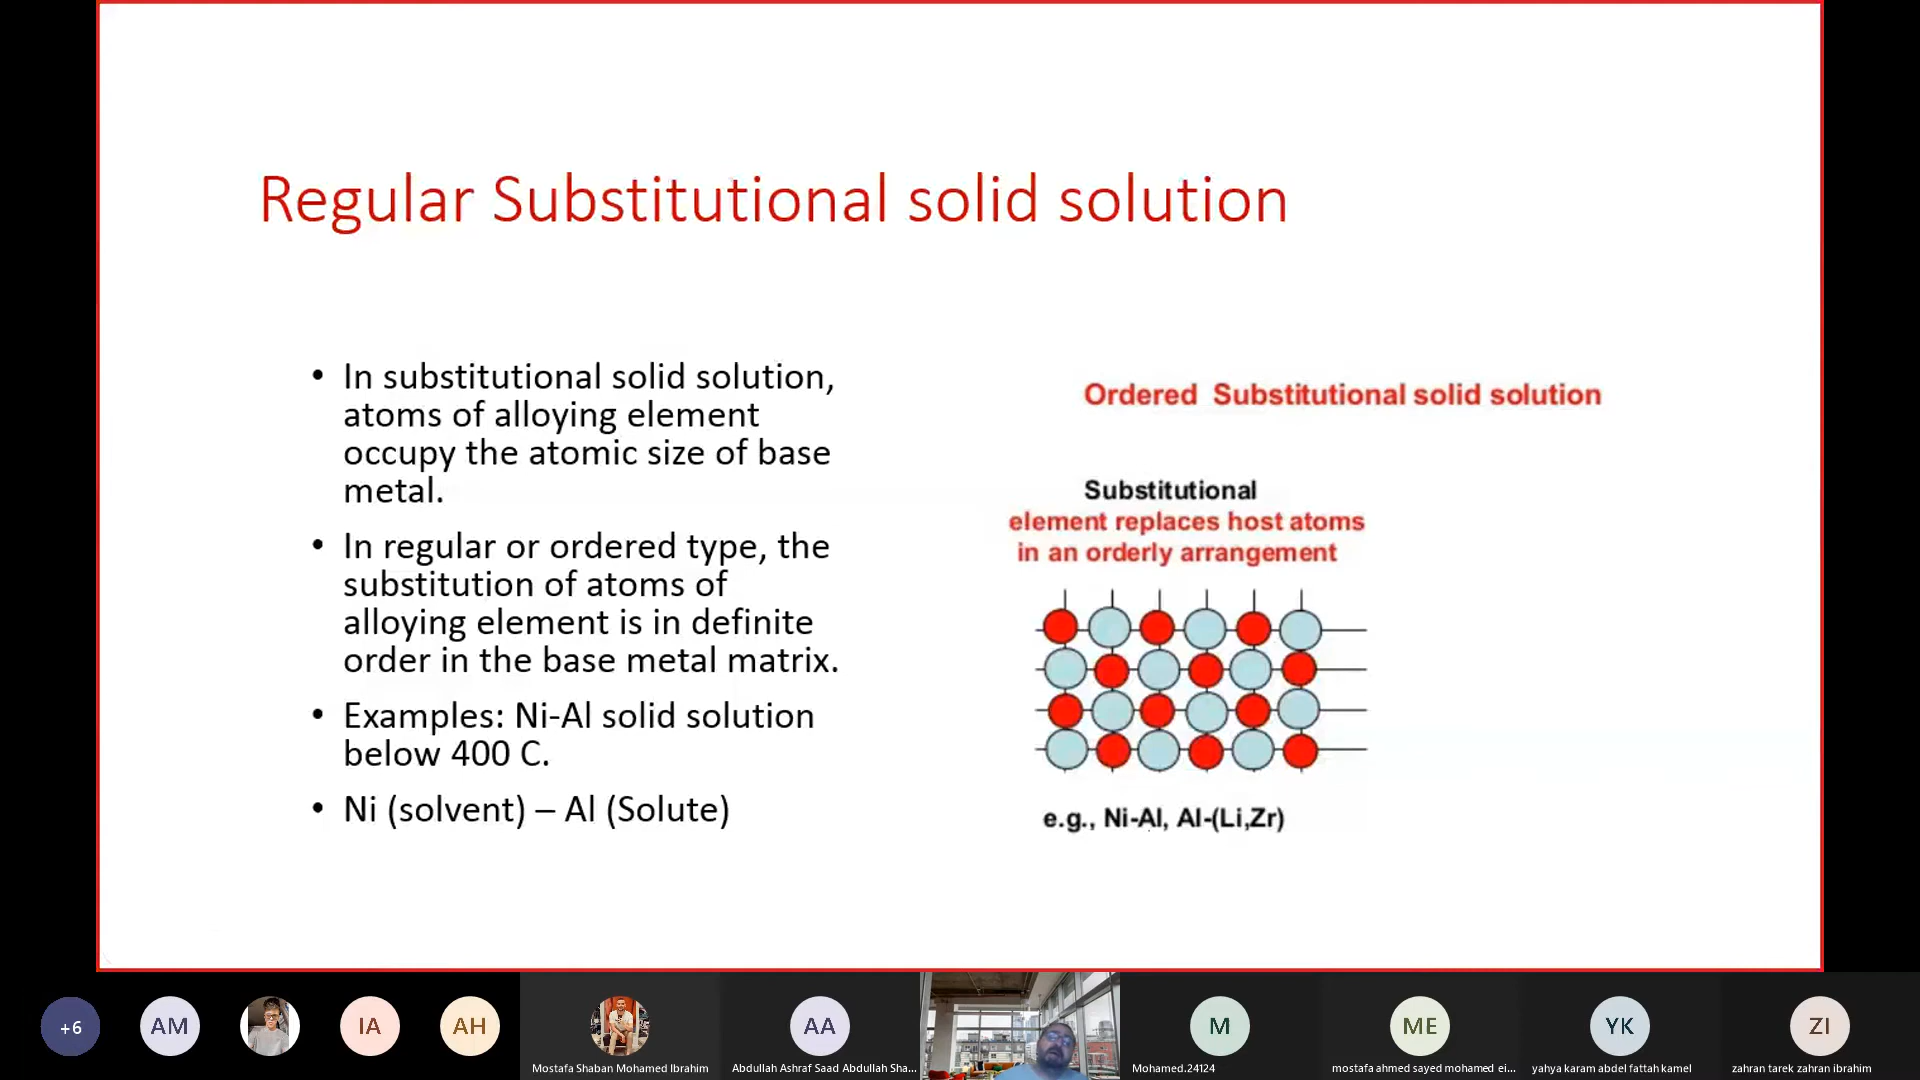 Regular Substitutional solid solution
• In substitutional solid solution,
atoms of alloying element
occupy the atomic size of base
metal.
• In regular or ordered type, the
substitution of atoms of
alloying element is in definite
order in the base metal matrix.
• Examples: Ni-Al solid solution
below 400 C.
• Ni (solvent) – Al (Solute)
Ordered Substitutional solid solution
Substitutional
element replaces host atoms
in an orderly arrangement
e.g., Ni-Al, Al-(Li,Zr)
+6
AM
IA
AH
Mostafa Shaban Mohamed Ibrahim
AA
Abdullah Ashraf Saad Abdullah Sha...
M
Mohamed.24124
ME
mostafa ahmed sayed mohamed ei...
YK
yahya karam abdel fattah kamel
ZI
zahran tarek zahran ibrahim